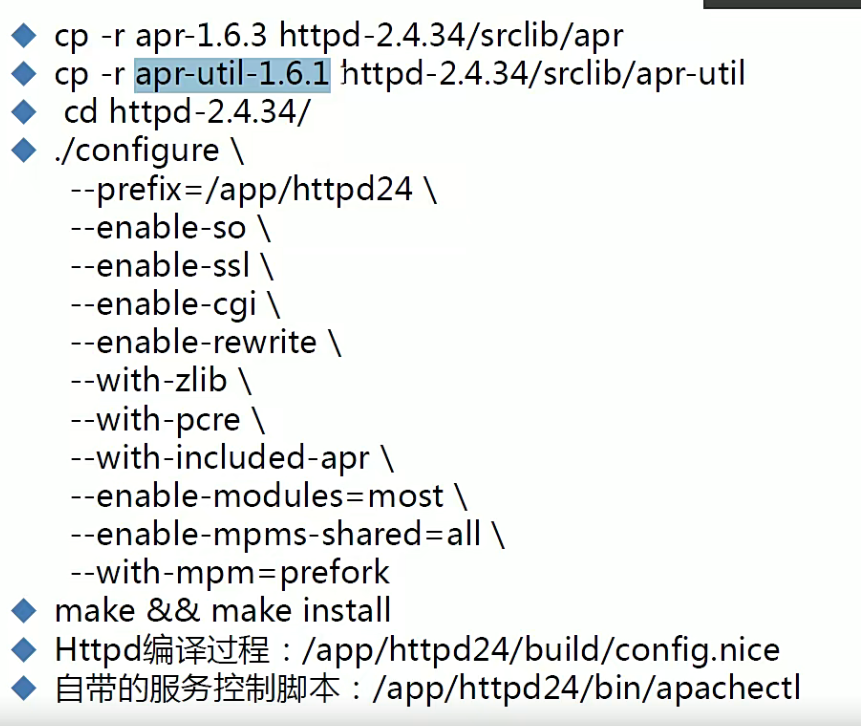 cp -r apr-1.6.3 httpd-2.4.34/srclib/apr
cp -r apr-util-1.6.1 httpd-2.4.34/srclib/apr-util
cd httpd-2.4.34/
./configure \
--prefix=/app/httpd24 \
--enable-so \
--enable-ssl \
--enable-cgi \
--enable-rewrite \
--with-zlib \
--with-pcre \
--with-included-apr \
--enable-modules=most \
--enable-mpms-shared=all \
--with-mpm=prefork
make && make install
Httpd编译过程：/app/httpd24/build/config.nice
自带的服务控制脚本：/app/httpd24/bin/apachectl